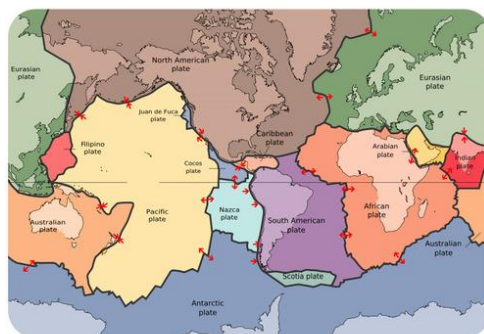 Eurasian
plate
North American
plate
Juan de Fuca
plate
Filipino
plate
Caribbean
plate
Cocos
plate
Eurasian
plate
Arabian
plate
Indian
plate
Australian
plate
Pacific
plate
Nazca
plate
South American
plate
African
plate
Australian
plate
Scotia plate
Antarctic
plate